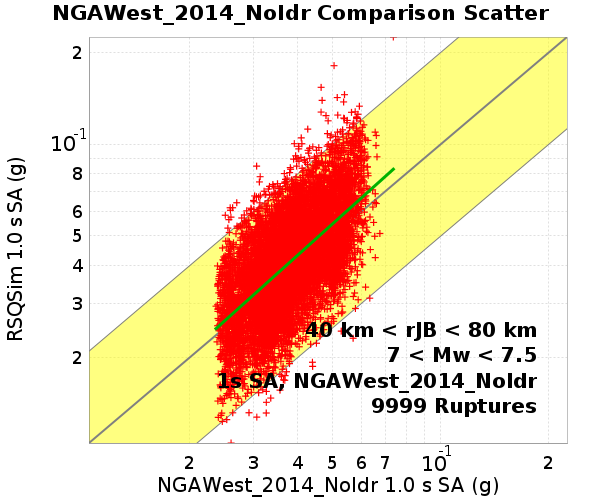 NGAWest_2014_NoIdr Comparison Scatter
RSQSim 1.0 s SA (g)
2
10-1
8
6
5
4
3
2
40 km < rJB < 80 km
7 < Mw < 7.5
1s SA, NGAWest_2014_NoIdr
9999 Ruptures
2 3 4 5 6 7 10-1 2
NGAWest_2014_NoIdr 1.0 s SA (g)